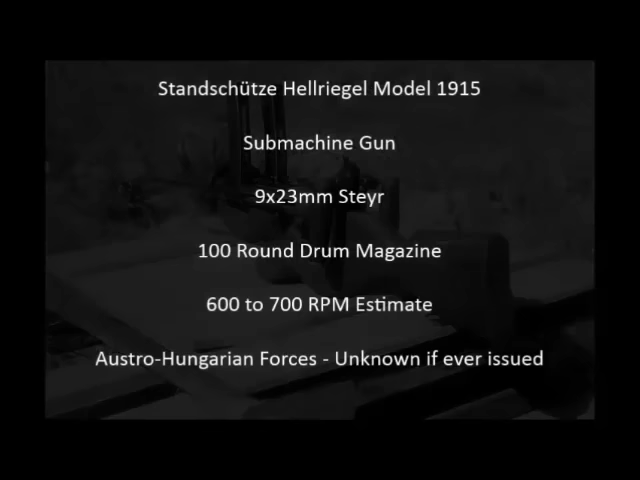 Standschütze Hellriegel Model 1915
Submachine Gun
9x23mm Steyr
100 Round Drum Magazine
600 to 700 RPM Estimate
Austro-Hungarian Forces - Unknown if ever issued